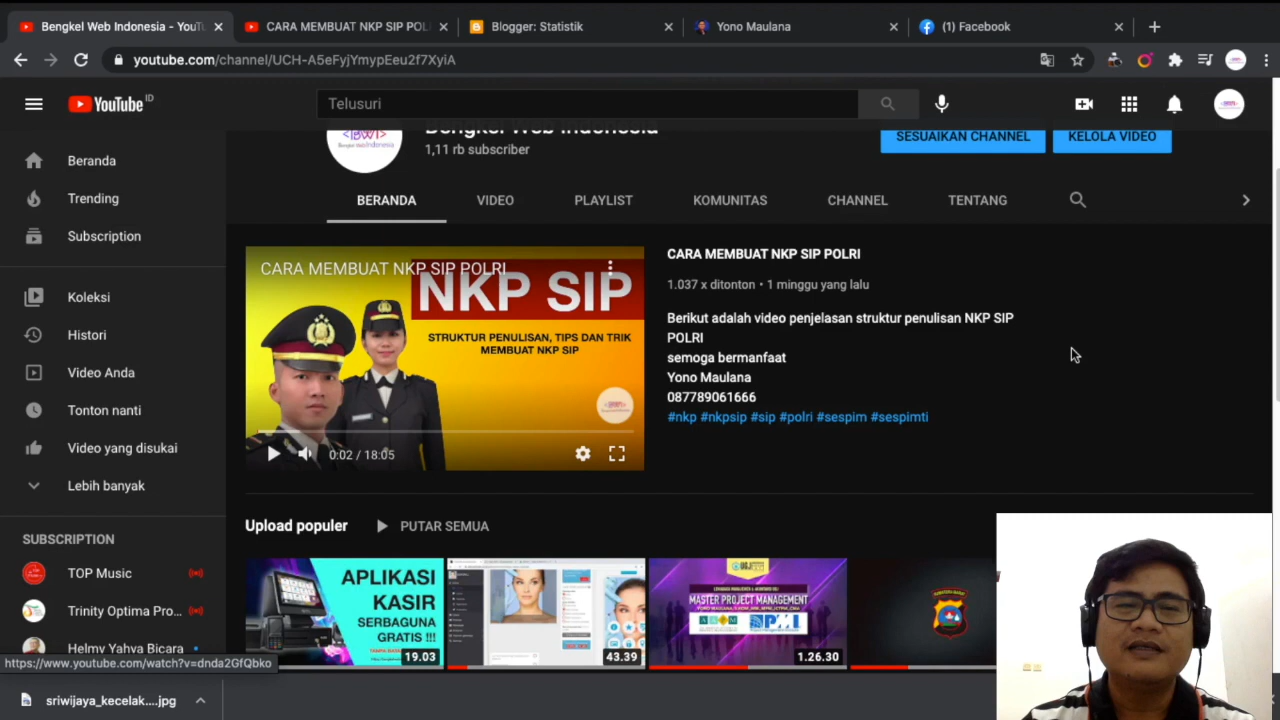 Bengkel Web Indonesia - YouTu
CARA MEMBUAT NKP SIP POL
Blogger: Statistik
Yono Maulana
(1) Facebook
youtube.com/channel/UCH-A5eFyjYmypEeu2f7XyiA
YouTube ID
Telusuri
Bengkel Web Indonesia
1,11 rb subscriber
SESUAIKAN CHANNEL
KELOLA VIDEO
<BWI>
Bengkel WebIndonesia
Beranda
Trending
Subscription
Koleksi
Histori
Video Anda
Tonton nanti
Video yang disukai
Lebih banyak
SUBSCRIPTION
TOP Music
Trinity Optima Pro...
Helmy Yahya Bicara
BERANDA
VIDEO
PLAYLIST
KOMUNITAS
CHANNEL
TENTANG
CARA MEMBUAT NKP SIP POLRI
NKP SIP
STRUKTUR PENULISAN, TIPS DAN TRIK
MEMBUAT NKP SIP
0:02 / 18:05
CARA MEMBUAT NKP SIP POLRI
1.037 x ditonton • 1 minggu yang lalu
Berikut adalah video penjelasan struktur penulisan NKP SIP
POLRI
semoga bermanfaat
Yono Maulana
087789061666
#nkp #nkpsip #sip #polri #sespim #sespimti
Upload populer
PUTAR SEMUA
APLIKASI
KASIR
SERBAGUNA
GRATIS !!!
19.03
43.39
MASTER PROJECT MANAGEMENT
1.26.30
https://www.youtube.com/watch?v=dnda2GfQbko
sriwijaya_kecelak....jpg